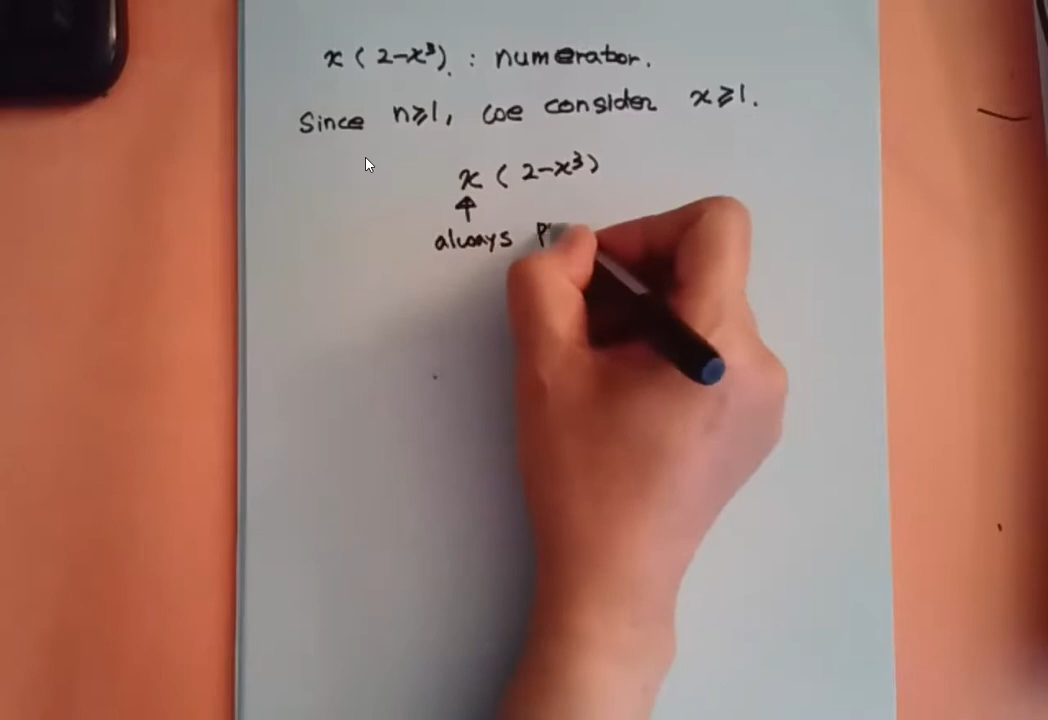 x ( 2-x³ ) : numerator.
Since n≥1, we consider x≥1.
x ( 2-x³ )
always